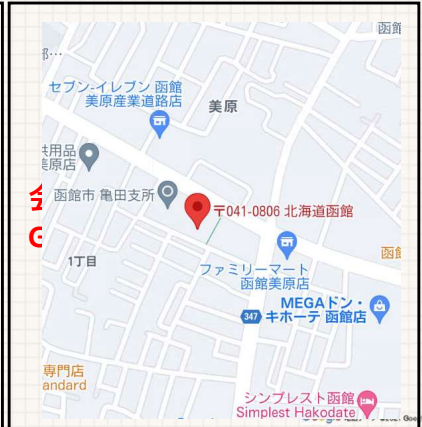 函館
部…
セブン-イレブン 函館
美原産業道路店
美原
共用品
美原店
函館市 亀田支所
〒041-0806 北海道函館
1丁目
ファミリーマート
函館美原店
函館
MEGAドン・
キホーテ 函館店
347
専門店
andard
シンプレスト函館
Simplest Hakodate